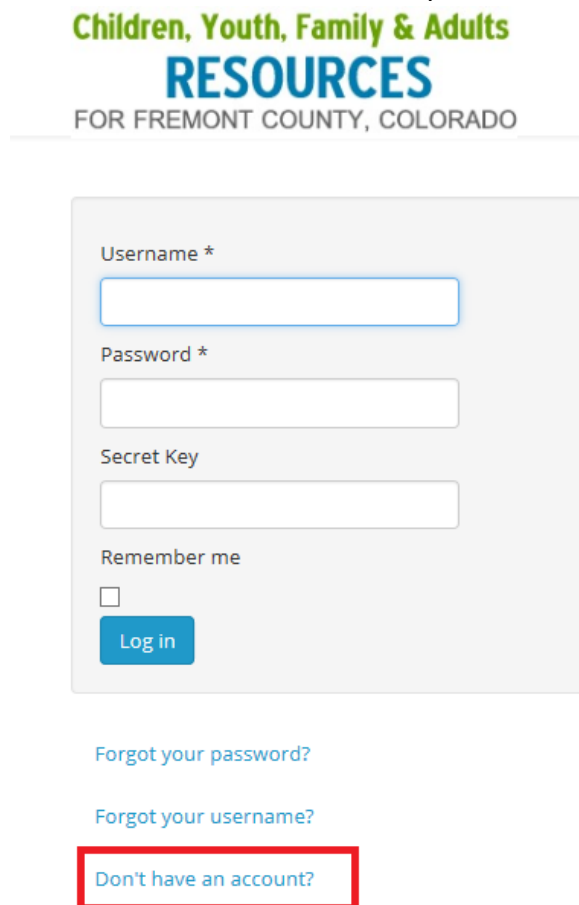 Children, Youth, Family & Adults
RESOURCES
FOR FREMONT COUNTY, COLORADO
Username *
Password *
Secret Key
Remember me
Log in
Forgot your password?
Forgot your username?
Don't have an account?